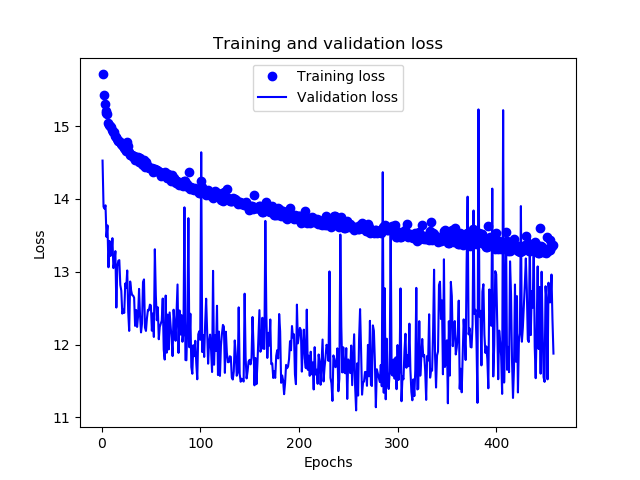 Training and validation loss
Training loss
Validation loss
15
14
13
12
11
Loss
0
100
200
300
400
Epochs